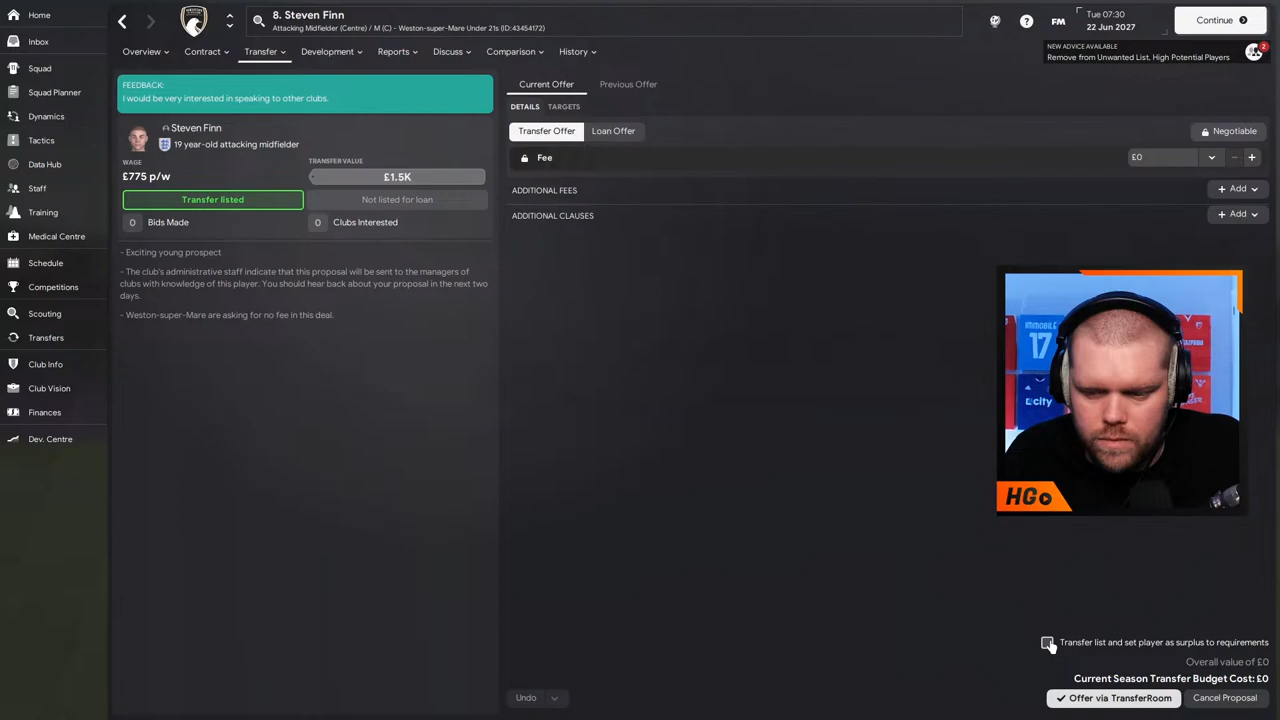 Home
Inbox
Squad
Squad Planner
Dynamics
Tactics
Data Hub
Staff
Training
Medical Centre
Schedule
Competitions
Scouting
Transfers
Club Info
Club Vision
Finances
Dev. Centre
8. Steven Finn
Attacking Midfielder (Centre) / M (C) - Weston-super-Mare Under 21s (ID:43454172)
FM
Tue 07:30
22 Jun 2027
Continue
NEW ADVICE AVAILABLE
Remove from Unwanted List, High Potential Players
2
Overview
Contract
Transfer
Development
Reports
Discuss
Comparison
History
FEEDBACK:
I would be very interested in speaking to other clubs.
Steven Finn
19 year-old attacking midfielder
WAGE
£775 p/w
TRANSFER VALUE
£1.5K
Transfer listed
Not listed for loan
0 Bids Made
0 Clubs Interested
- Exciting young prospect
- The club's administrative staff indicate that this proposal will be sent to the managers of
clubs with knowledge of this player. You should hear back about your proposal in the next two
days.
- Weston-super-Mare are asking for no fee in this deal.
Current Offer
Previous Offer
DETAILS
TARGETS
Transfer Offer
Loan Offer
Negotiable
Fee
£0
ADDITIONAL FEES
+ Add
ADDITIONAL CLAUSES
+ Add
IMMOBILE
17
city
HG
Transfer list and set player as surplus to requirements
Overall value of £0
Current Season Transfer Budget Cost: £0
Undo
Offer via TransferRoom
Cancel Proposal